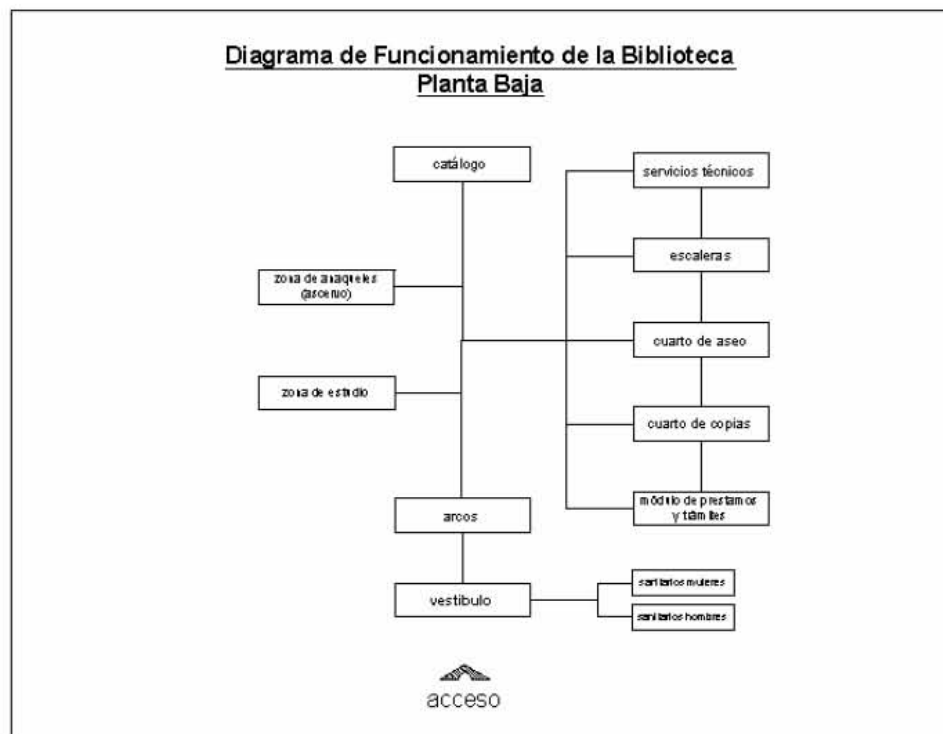 Diagrama de Funcionamiento de la Biblioteca
Planta Baja
catálogo
servicios técnicos
escaleras
zona de anaqueles
(ascervo)
cuarto de aseo
zona de estudio
cuarto de copias
arcos
módulo de prestamos
y trámites
vestíbulo
sanitarios mujeres
sanitarios hombres
acceso